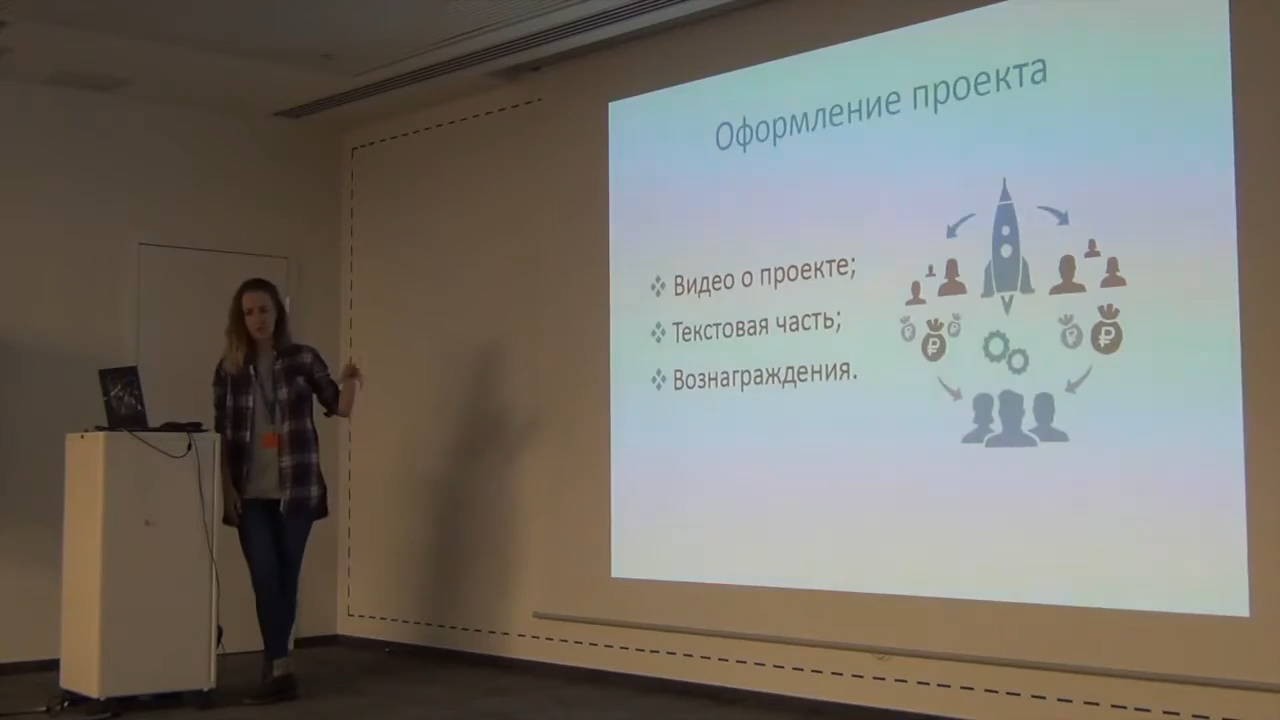 Оформление проекта
❖ Видео о проекте;
❖ Текстовая часть;
❖ Вознаграждения.